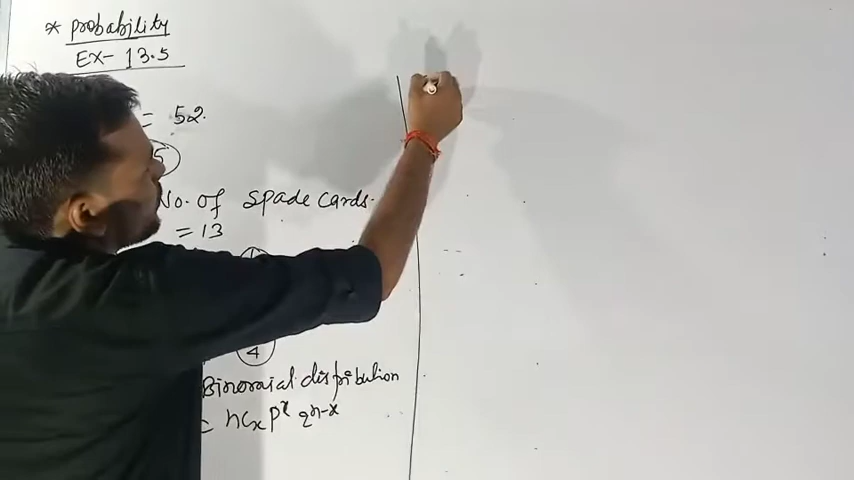 * probability
EX- 13.5
= 52.
5
No. of spade cards.
= 13
4
Binomial distribution
= nCx p^x q^n-x